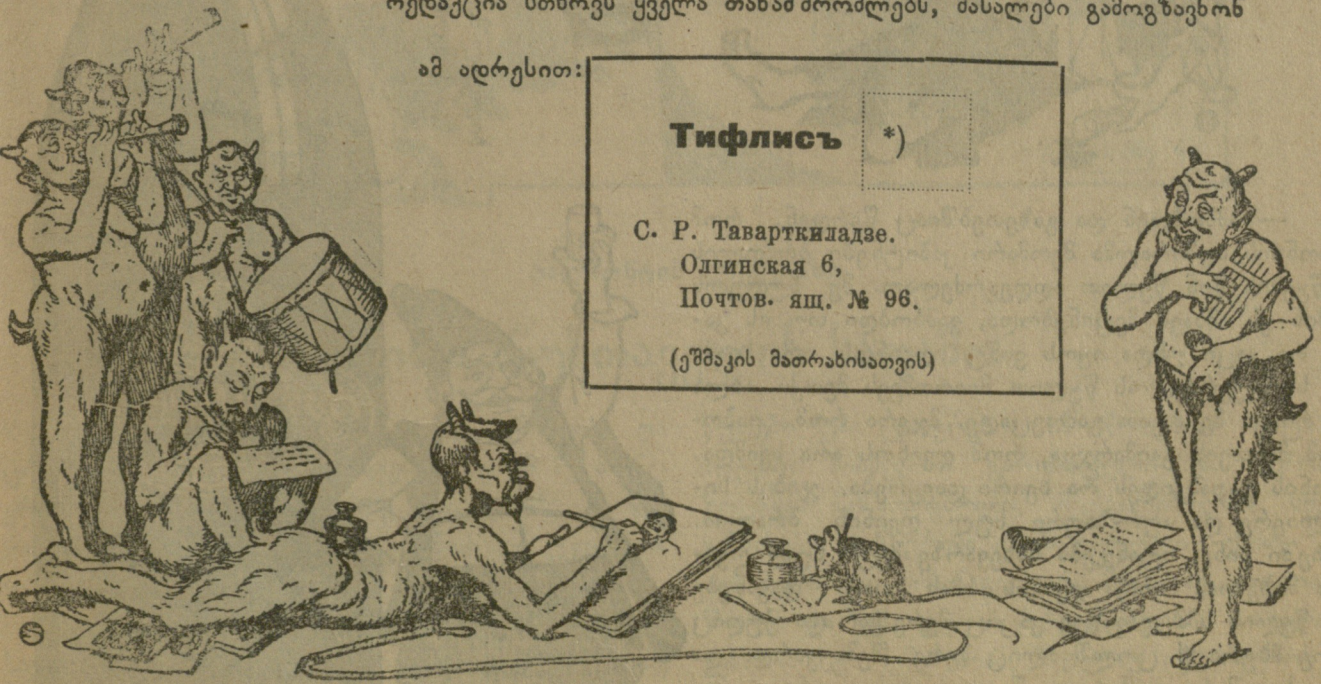 რედაქცია სთხოვს ყველა თანამშრომლებს, მასალები გამოგზავნონ
ამ ადრესით:
Тифлисъ *)
С. Р. Таварткиладзе.
Олгинская 6,
Почтов. ящ. № 96.
(ეშმაკის მათრახისათვის)